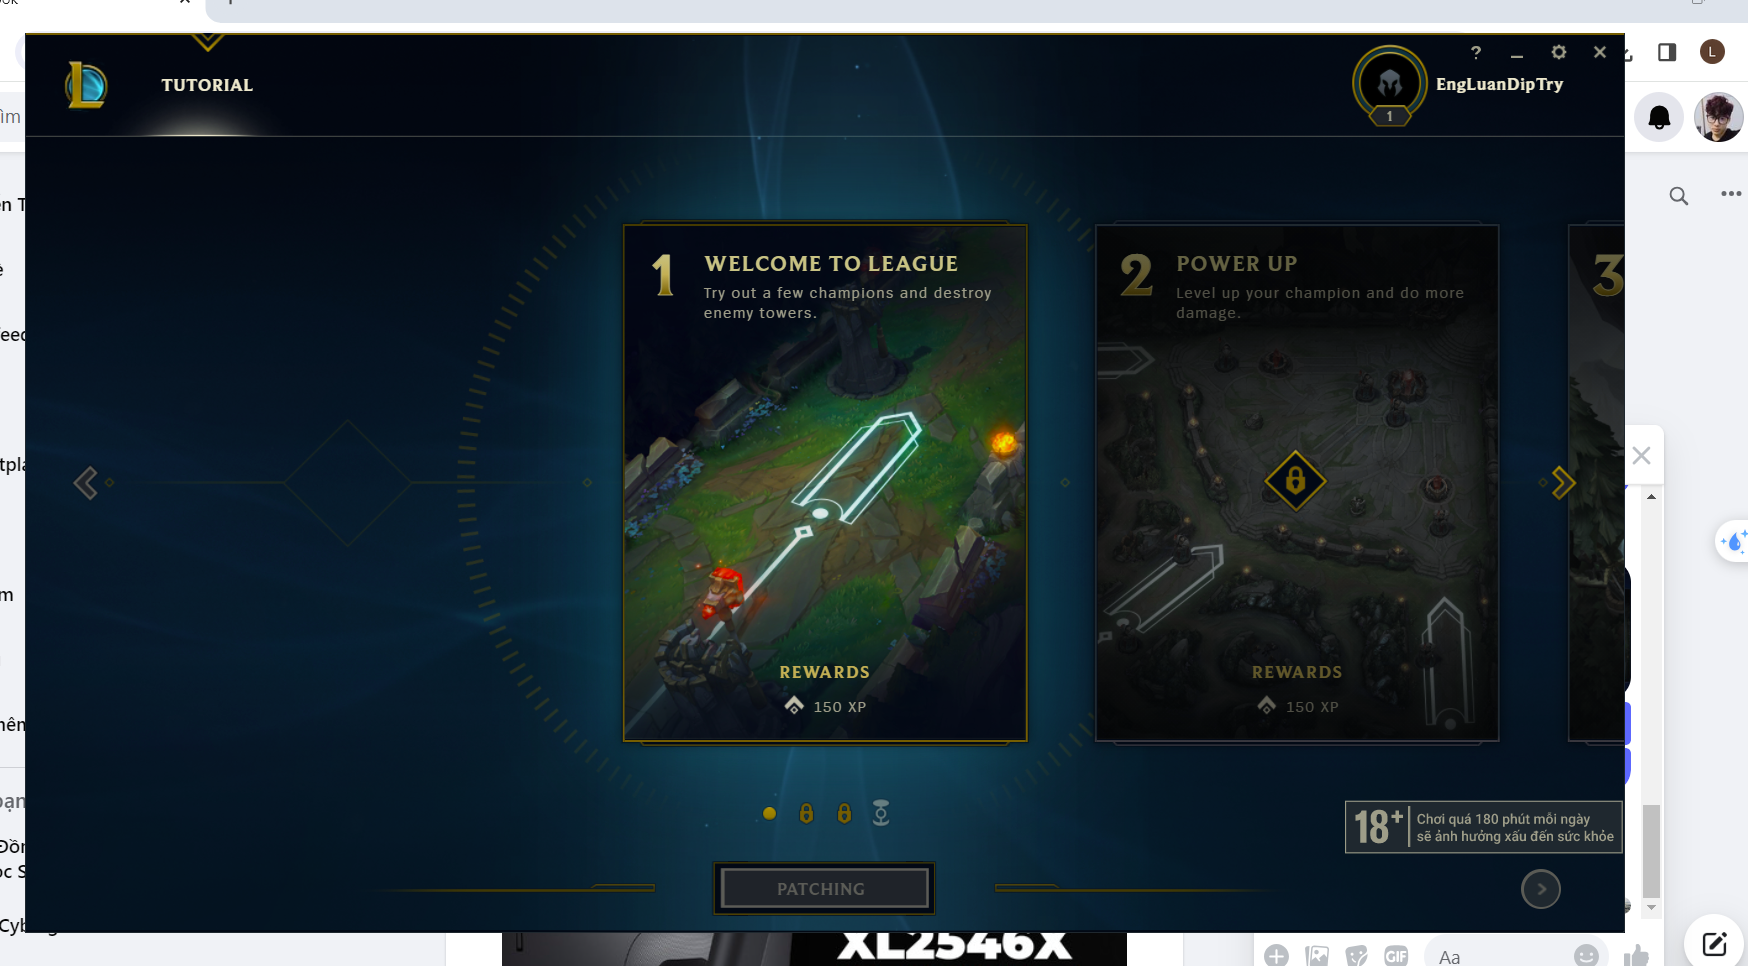 TUTORIAL
EngLuanDipTry
1
L
1
WELCOME TO LEAGUE
Try out a few champions and destroy
enemy towers.
REWARDS
150 XP
2
POWER UP
Level up your champion and do more
damage.
REWARDS
150 XP
3
18+
Chơi quá 180 phút mỗi ngày
sẽ ảnh hưởng xấu đến sức khỏe
PATCHING
XL2546X
GIF
Aa